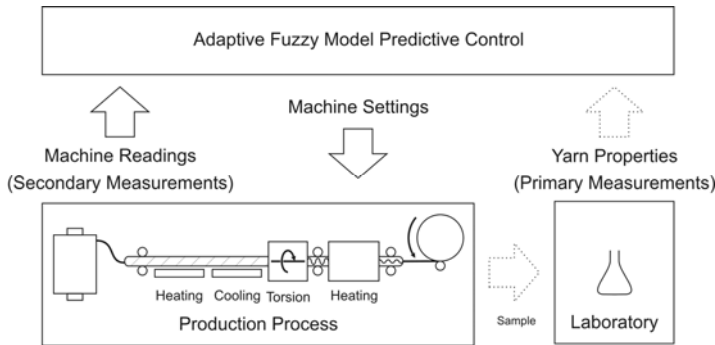 Adaptive Fuzzy Model Predictive Control
Machine Settings
Machine Readings
(Secondary Measurements)
Yarn Properties
(Primary Measurements)
Heating Cooling Torsion Heating
Production Process
Sample
Laboratory